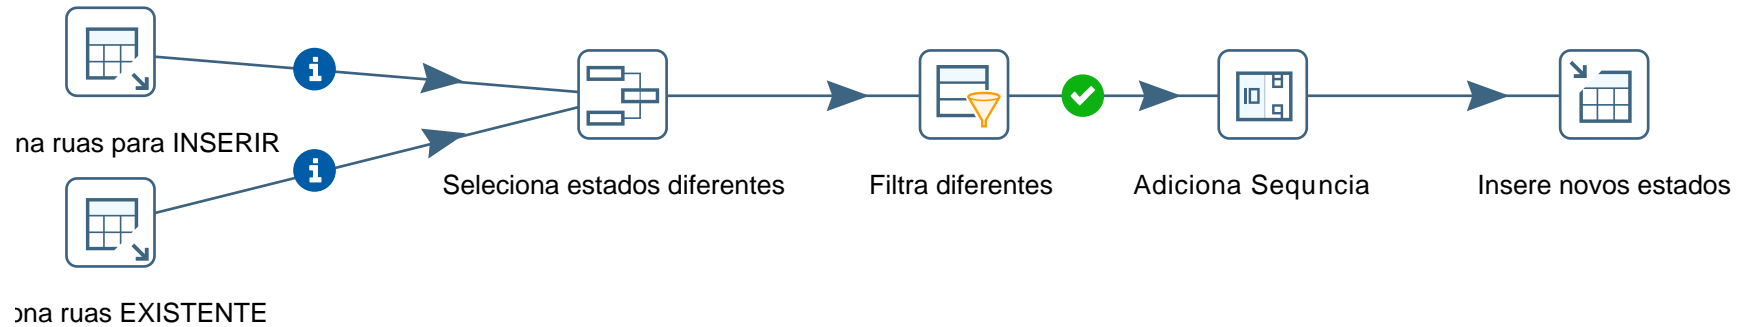 na ruas para INSERIR
Seleciona estados diferentes
Filtra diferentes
Adiciona Sequncia
Insere novos estados
ona ruas EXISTENTE